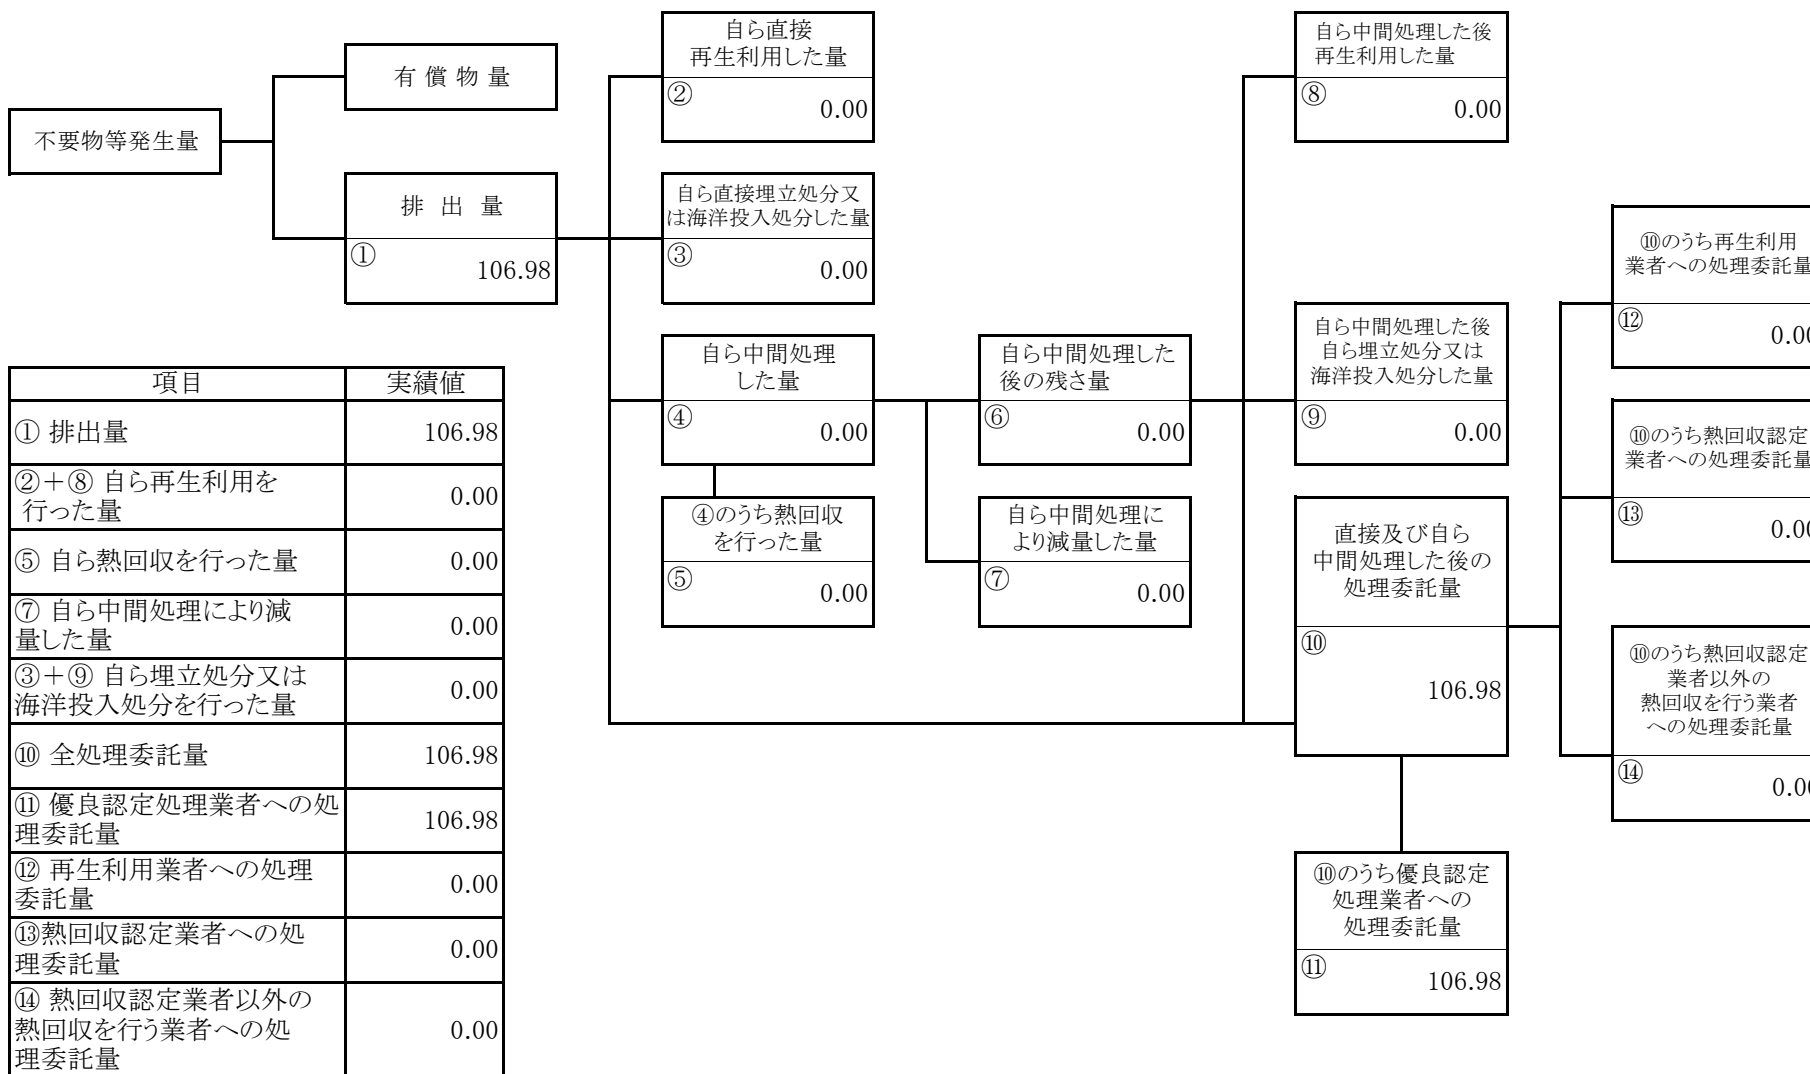 不要物等発生量
有 償 物 量
排 出 量
① 106.98
自ら直接
再生利用した量
② 0.00
自ら直接埋立処分又
は海洋投入処分した量
③ 0.00
自ら中間処理
した量
④ 0.00
④のうち熱回収
を行った量
⑤ 0.00
自ら中間処理した
後の残さ量
⑥ 0.00
自ら中間処理に
より減量した量
⑦ 0.00
自ら中間処理した後
再生利用した量
⑧ 0.00
自ら中間処理した後
自ら埋立処分又は
海洋投入処分した量
⑨ 0.00
直接及び自ら
中間処理した後の
処理委託量
⑩
106.98
⑩のうち優良認定
処理業者への
処理委託量
⑪ 106.98
⑩のうち再生利用
業者への処理委託量
⑫ 0.00
⑩のうち熱回収認定
業者への処理委託量
⑬ 0.00
⑩のうち熱回収認定
業者以外の
熱回収を行う業者
への処理委託量
⑭ 0.00
項目 実績値
① 排出量 106.98
②＋⑧ 自ら再生利用を
行った量 0.00
⑤ 自ら熱回収を行った量 0.00
⑦ 自ら中間処理により減
量した量 0.00
③＋⑨ 自ら埋立処分又は
海洋投入処分を行った量 0.00
⑩ 全処理委託量 106.98
⑪ 優良認定処理業者への処
理委託量 106.98
⑫ 再生利用業者への処理
委託量 0.00
⑬熱回収認定業者への処
理委託量 0.00
⑭ 熱回収認定業者以外の
熱回収を行う業者への処
理委託量 0.00